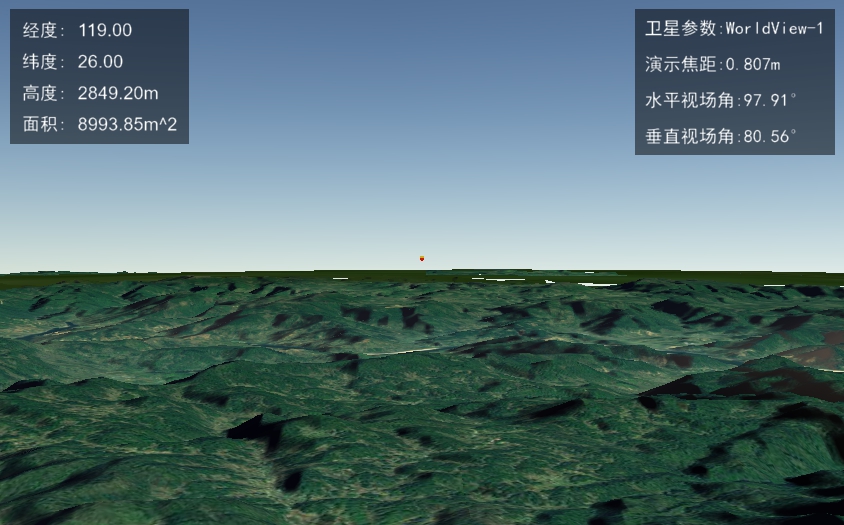 经度: 119.00
纬度: 26.00
高度: 2849.20m
面积: 8993.85m^2
卫星参数:WorldView-1
演示焦距:0.807m
水平视场角:97.91°
垂直视场角:80.56°